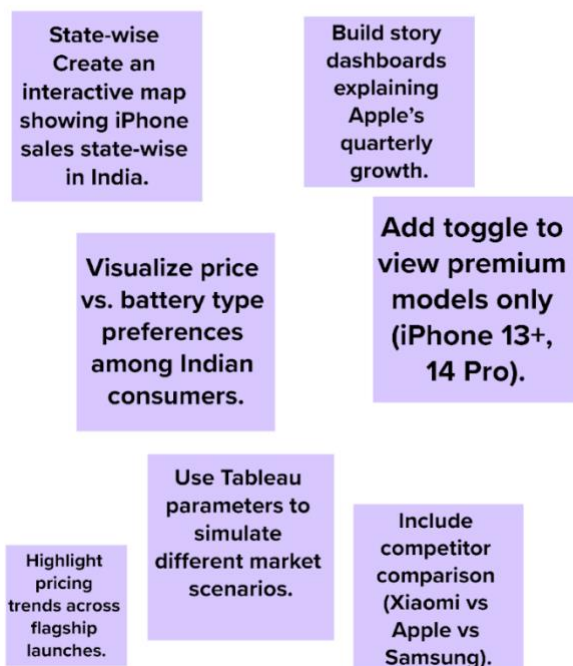 State-wise
Create an
interactive map
showing iPhone
sales state-wise
in India.
Build story
dashboards
explaining
Apple's
quarterly
growth.
Visualize price
vs. battery type
preferences
among Indian
consumers.
Add toggle to
view premium
models only
(iPhone 13+,
14 Pro).
Highlight
pricing
trends across
flagship
launches.
Use Tableau
parameters to
simulate
different market
scenarios.
Include
competitor
comparison
(Xiaomi vs
Apple vs
Samsung).